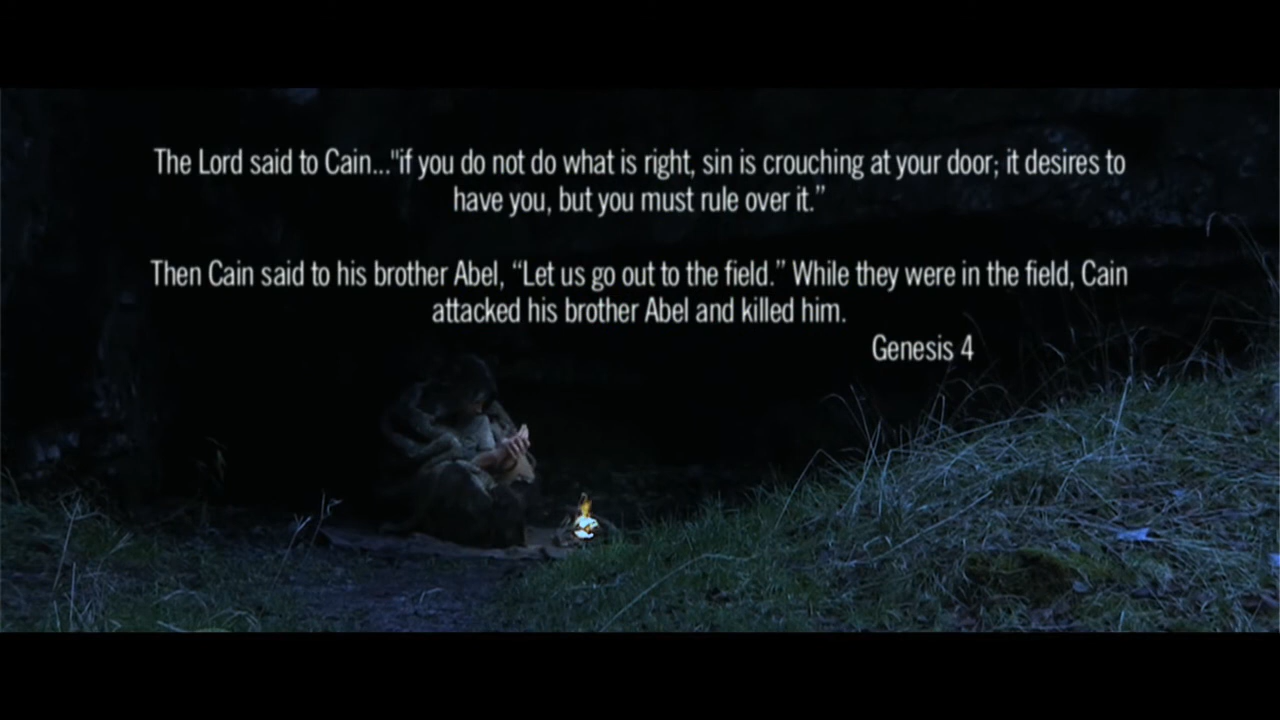 The Lord said to Cain..."if you do not do what is right, sin is crouching at your door; it desires to
have you, but you must rule over it.”
Then Cain said to his brother Abel, “Let us go out to the field.” While they were in the field, Cain
attacked his brother Abel and killed him.
Genesis 4